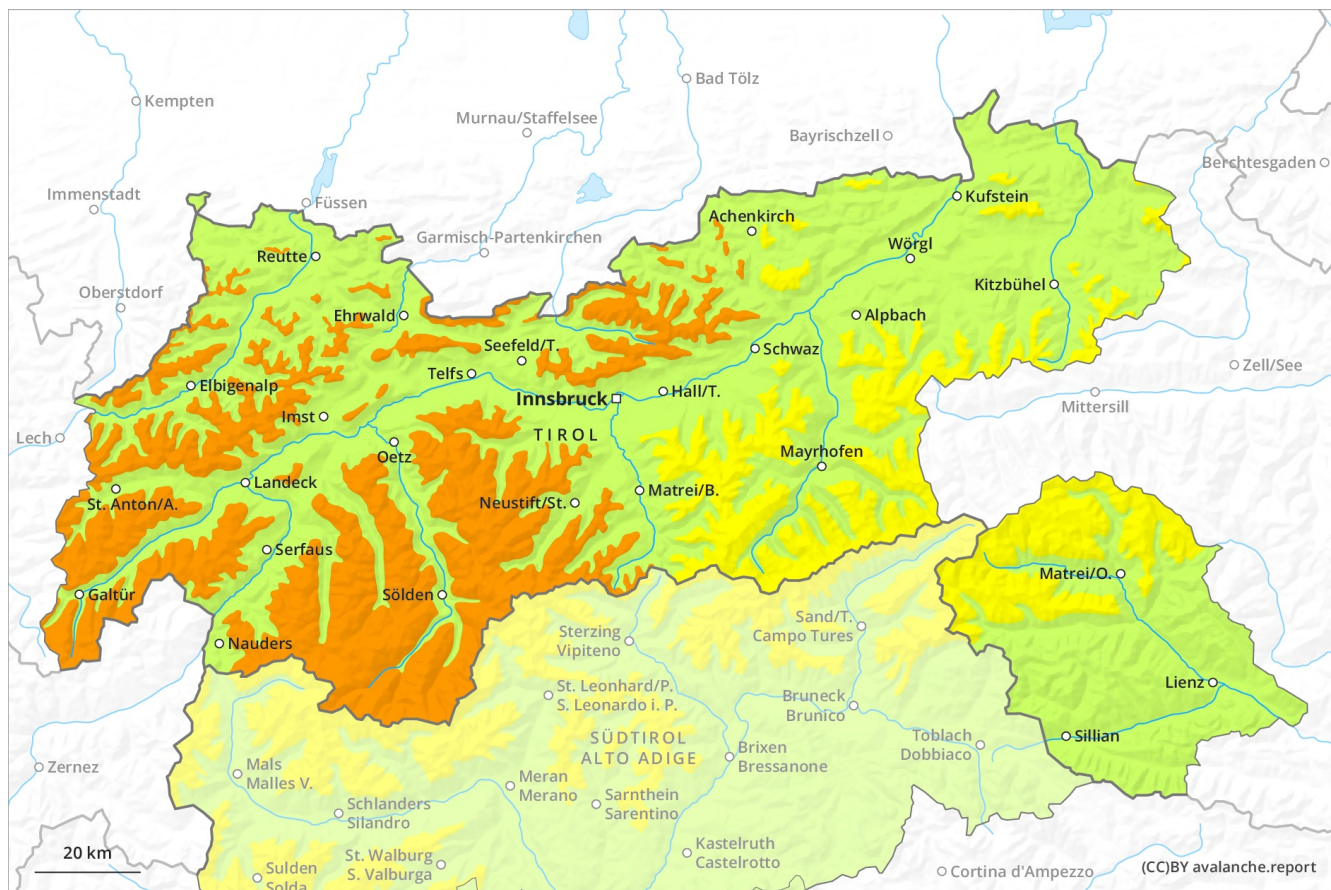 Bad Tölz
Kempten
Murnau/Staffelsee
Bayrischzell
Berchtesgaden
Immenstadt
Füssen
Kufstein
Achenkirch
Garmisch-Partenkirchen
Wörgl
Reutte
Kitzbühel
Oberstdorf
Ehrwald
Alpbach
Seefeld/T.
Schwaz
Zell/See
Telfs
Elbigenalp
Hall/T.
Innsbruck
Mittersill
Imst
TIROL
Lech
Mayrhofen
Oetz
Landeck
Matrei/B.
St. Anton/A.
Neustift/St.
Serfaus
Matrei/O.
Galtür
Sölden
Sand/T.
Campo Tures
Sterzing
Vipiteno
Nauders
Lienz
St. Leonhard/P.
S. Leonardo i. P.
Bruneck
Brunico
SÜDTIROL
ALTO ADIGE
Sillian
Toblach
Dobbiaco
Brixen
Bressanone
Zernez
Mals
Malles V.
Meran
Merano
Sarnthein
Sarentino
Schlanders
Silandro
20 km
Kastelruth
Castelrotto
St. Walburg
S. Valburga
Sulden
Solda
Cortina d'Ampezzo
(CC)BY avalanche.report